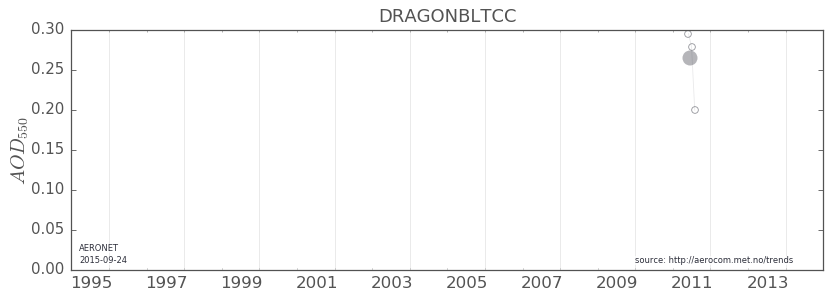 DRAGONBLTCC
0.30
0.25
0.20
0.15
0.10
0.05
0.00
AOD550
AERONET
2015-09-24
source: http://aerocom.met.no/trends
1995 1997 1999 2001 2003 2005 2007 2009 2011 2013